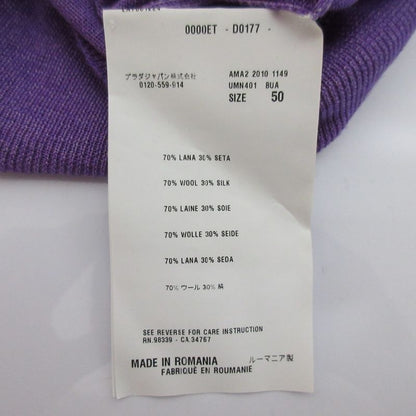 0000ET - D0177 -
プラダジャパン株式会社
0120-559-914
AMA2 2010 1149
UMN401 8UA
SIZE 50
70% LANA 30% SETA
70% WOOL 30% SILK
70% LAINE 30% SOIE
70% WOLLE 30% SEIDE
70% LANA 30% SEDA
70% ウール 30% 絹
SEE REVERSE FOR CARE INSTRUCTION
RN.98339 - CA 34767
MADE IN ROMANIA ルーマニア製
FABRIQUÉ EN ROUMANIE